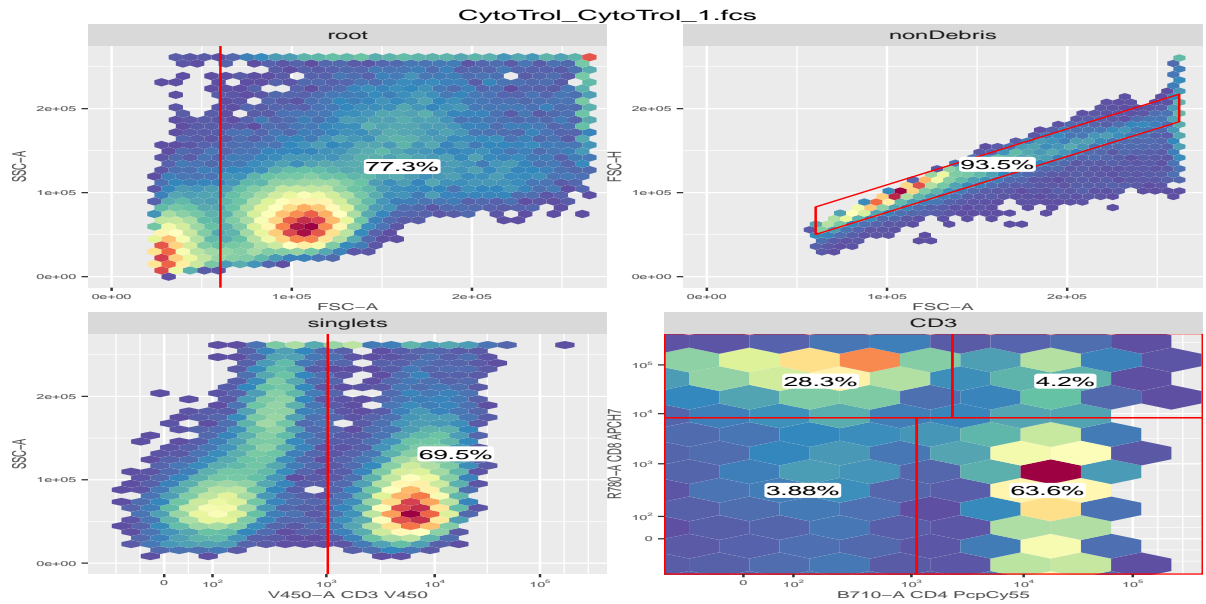 CytoTrol_CytoTrol_1.fcs
root
SSC−A
2e+05
1e+05
0e+00
77.3%
0e+00 1e+05 2e+05
FSC−A
nonDebris
FSC−H
2e+05
1e+05
0e+00
93.5%
0e+00 1e+05 2e+05
FSC−A
singlets
SSC−A
2e+05
1e+05
0e+00
69.5%
0 10² 10³ 10⁴ 10⁵
V450−A CD3 V450
CD3
R780−A CD8 APCH7
10⁵
10⁴
10³
10²
0
28.3% 4.2%
3.88% 63.6%
0 10² 10³ 10⁴ 10⁵
B710−A CD4 PcpCy55